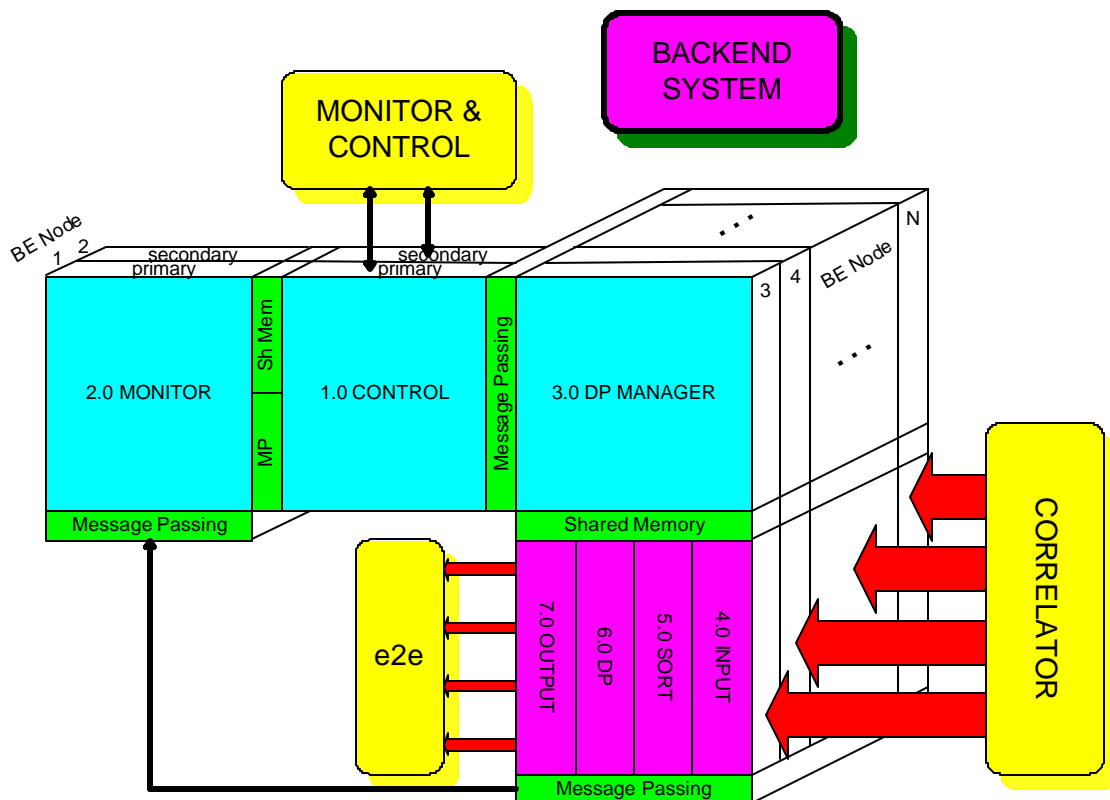 BACKEND
SYSTEM
MONITOR &
CONTROL
BE Node
1
2
secondary
primary
secondary
primary
. . .
N
3
4
BE Node
. . .
2.0 MONITOR
Sh Mem
MP
1.0 CONTROL
Message Passing
3.0 DP MANAGER
Message Passing
Shared Memory
e2e
7.0 OUTPUT
6.0 DP
5.0 SORT
4.0 INPUT
Message Passing
CORRELATOR